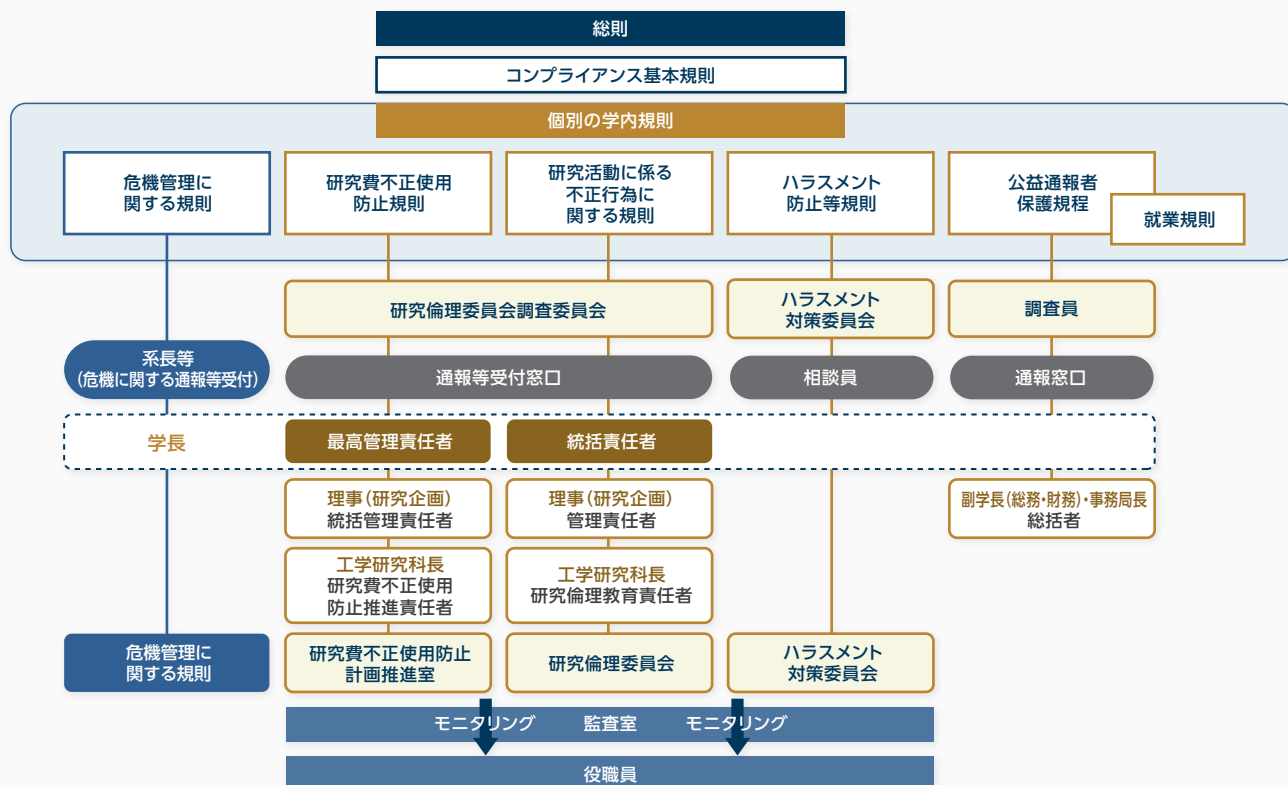 総則
コンプライアンス基本規則
個別の学内規則
危機管理に
関する規則
研究費不正使用
防止規則
研究活動に係る
不正行為に
関する規則
ハラスメント
防止等規則
公益通報者
保護規程
就業規則
研究倫理委員会調査委員会
ハラスメント
対策委員会
調査員
系長等
(危機に関する通報等受付)
通報等受付窓口
相談員
通報窓口
学長
最高管理責任者
統括責任者
理事(研究企画)
統括管理責任者
理事(研究企画)
管理責任者
副学長(総務・財務)・事務局長
総括者
工学研究科長
研究費不正使用
防止推進責任者
工学研究科長
研究倫理教育責任者
危機管理に
関する規則
研究費不正使用防止
計画推進室
研究倫理委員会
ハラスメント
対策委員会
モニタリング 監査室 モニタリング
役職員